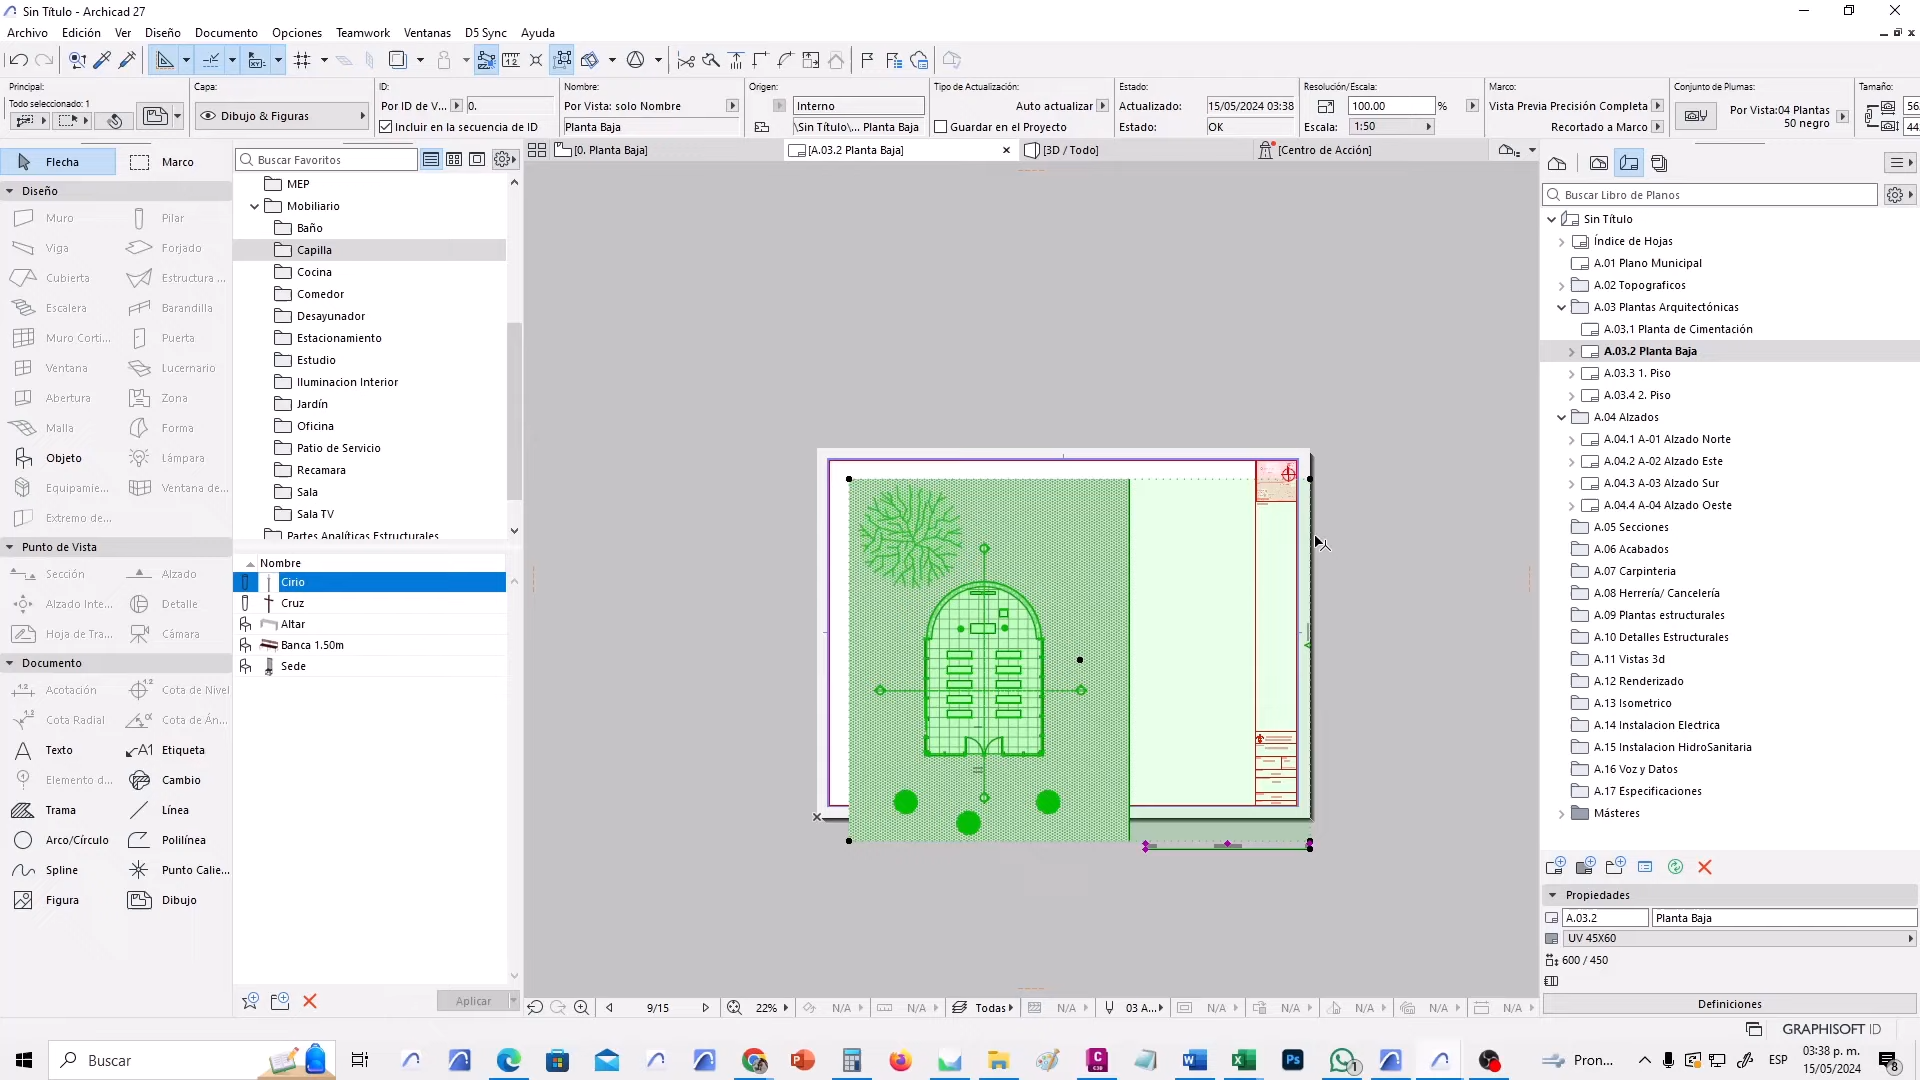 Sin Título - Archicad 27
Archivo Edición Ver Diseño Documento Opciones Teamwork Ventanas D5 Sync Ayuda
Principal: Capa: ID: Nombre: Origen: Tipo de Actualización: Estado: Resolución/Escala: Marco: Conjunto de Plumas: Tamaño:
Todo seleccionado: 1
Dibujo & Figuras
Por ID de V... 0.
Incluir en la secuencia de ID
Por Vista: solo Nombre
Planta Baja
Interno
\Sin Título\... Planta Baja
Auto actualizar
Guardar en el Proyecto
Actualizado: 15/05/2024 03:38
Estado: OK
100.00 %
Escala: 1:50
Vista Previa Precisión Completa
Recortado a Marco
Por Vista:04 Plantas 50 negro
Flecha Marco
Buscar Favoritos
[0. Planta Baja] [A.03.2 Planta Baja] [3D / Todo] [Centro de Acción]
Diseño
Muro Pilar
Viga Forjado
Cubierta Estructura ...
Escalera Barandilla
Muro Corti... Puerta
Ventana Lucernario
Abertura Zona
Malla Forma
Objeto Lámpara
Equipamie... Ventana de...
Extremo de...
Punto de Vista
Sección Alzado
Alzado Inte... Detalle
Hoja de Tra... Cámara
Documento
Acotación Cota de Nivel
Cota Radial Cota de Án...
Texto Etiqueta
Elemento d... Cambio
Trama Línea
Arco/Círculo Polilínea
Spline Punto Calie...
Figura Dibujo
MEP
Mobiliario
Baño
Capilla
Cocina
Comedor
Desayunador
Estacionamiento
Estudio
Iluminacion Interior
Jardín
Oficina
Patio de Servicio
Recamara
Sala
Sala TV
Partes Analíticas Estructurales
Nombre
Cirio
Cruz
Altar
Banca 1.50m
Sede
Aplicar
Buscar Libro de Planos
Sin Título
Índice de Hojas
A.01 Plano Municipal
A.02 Topograficos
A.03 Plantas Arquitectónicas
A.03.1 Planta de Cimentación
A.03.2 Planta Baja
A.03.3 1. Piso
A.03.4 2. Piso
A.04 Alzados
A.04.1 A-01 Alzado Norte
A.04.2 A-02 Alzado Este
A.04.3 A-03 Alzado Sur
A.04.4 A-04 Alzado Oeste
A.05 Secciones
A.06 Acabados
A.07 Carpinteria
A.08 Herrería/ Cancelería
A.09 Plantas estructurales
A.10 Detalles Estructurales
A.11 Vistas 3d
A.12 Renderizado
A.13 Isometrico
A.14 Instalacion Electrica
A.15 Instalacion HidroSanitaria
A.16 Voz y Datos
A.17 Especificaciones
Másteres
Propiedades
A.03.2 Planta Baja
UV 45X60
600 / 450
Definiciones
9/15 22% N/A N/A Todas N/A 03 A... N/A N/A N/A N/A N/A
GRAPHISOFT ID
Buscar
Pron... ESP 03:38 p. m.
15/05/2024